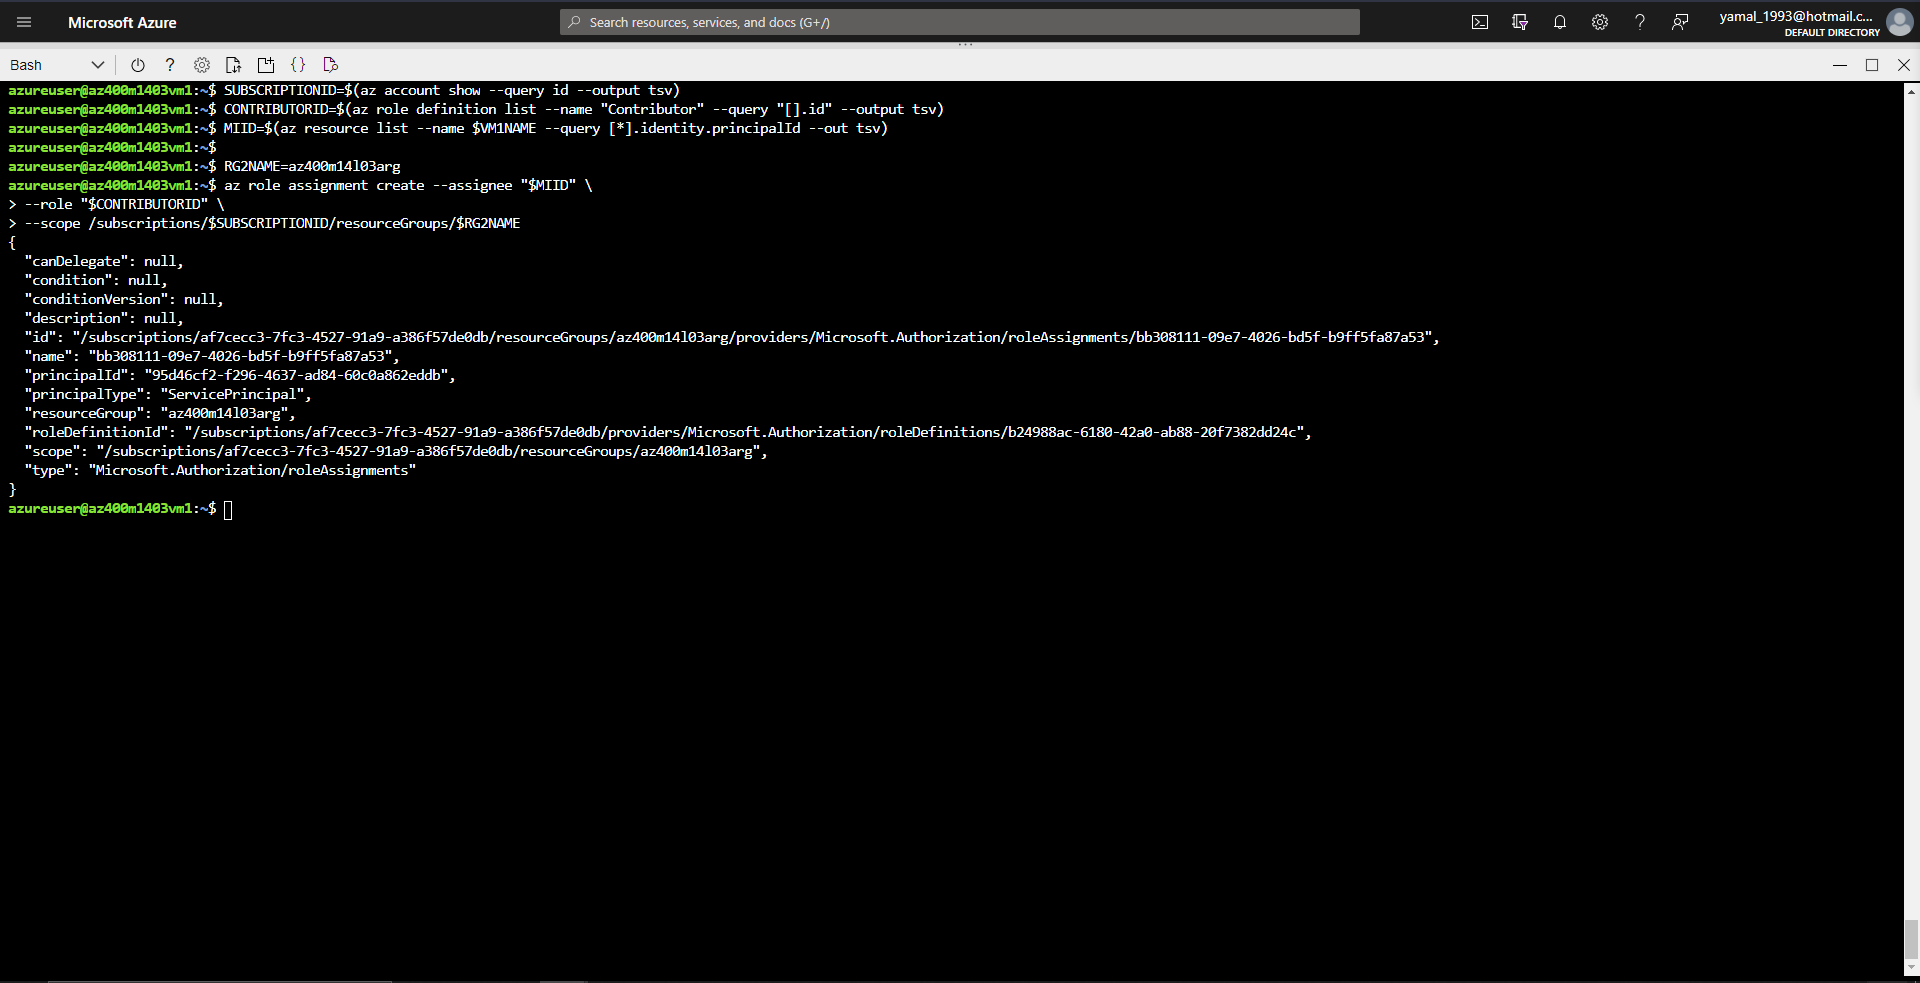 Microsoft Azure
Search resources, services, and docs (G+/)
yamal_1993@hotmail.c...
DEFAULT DIRECTORY
Bash
azureuser@az400m1403vm1:~$ SUBSCRIPTIONID=$(az account show --query id --output tsv)
azureuser@az400m1403vm1:~$ CONTRIBUTORID=$(az role definition list --name "Contributor" --query "[].id" --output tsv)
azureuser@az400m1403vm1:~$ MIID=$(az resource list --name $VM1NAME --query [*].identity.principalId --out tsv)
azureuser@az400m1403vm1:~$
azureuser@az400m1403vm1:~$ RG2NAME=az400m14l03arg
azureuser@az400m1403vm1:~$ az role assignment create --assignee "$MIID" \
> --role "$CONTRIBUTORID" \
> --scope /subscriptions/$SUBSCRIPTIONID/resourceGroups/$RG2NAME
{
  "canDelegate": null,
  "condition": null,
  "conditionVersion": null,
  "description": null,
  "id": "/subscriptions/af7cecc3-7fc3-4527-91a9-a386f57de0db/resourceGroups/az400m14l03arg/providers/Microsoft.Authorization/roleAssignments/bb308111-09e7-4026-bd5f-b9ff5fa87a53",
  "name": "bb308111-09e7-4026-bd5f-b9ff5fa87a53",
  "principalId": "95d46cf2-f296-4637-ad84-60c0a862eddb",
  "principalType": "ServicePrincipal",
  "resourceGroup": "az400m14l03arg",
  "roleDefinitionId": "/subscriptions/af7cecc3-7fc3-4527-91a9-a386f57de0db/providers/Microsoft.Authorization/roleDefinitions/b24988ac-6180-42a0-ab88-20f7382dd24c",
  "scope": "/subscriptions/af7cecc3-7fc3-4527-91a9-a386f57de0db/resourceGroups/az400m14l03arg",
  "type": "Microsoft.Authorization/roleAssignments"
}
azureuser@az400m1403vm1:~$